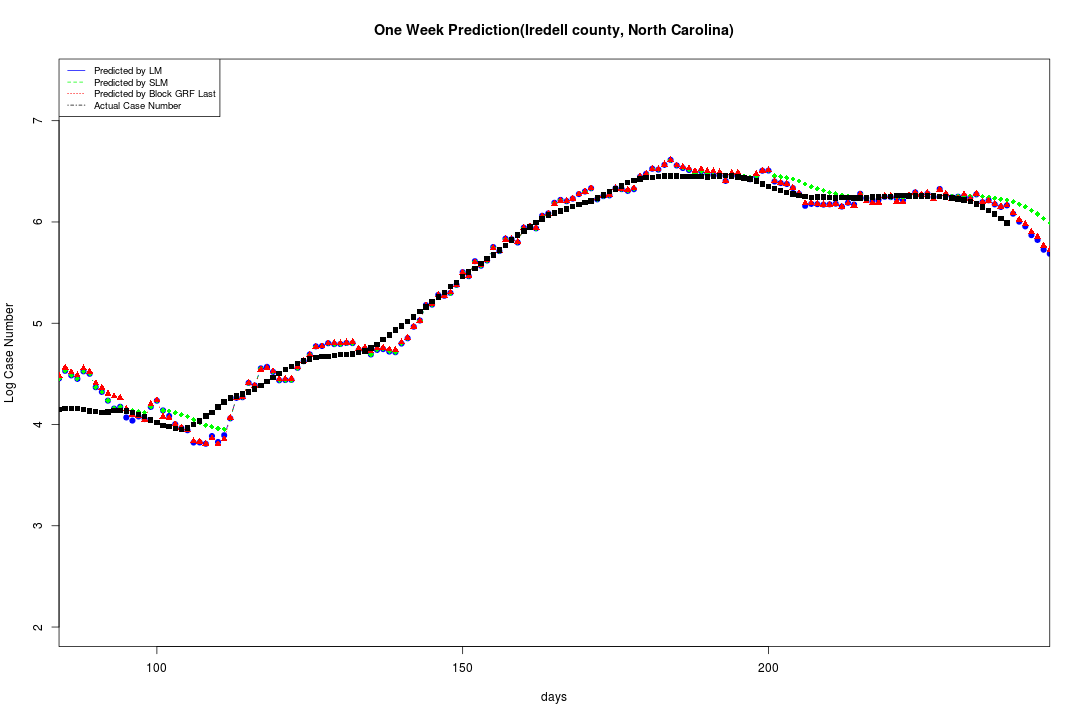 One Week Prediction(Iredell county, North Carolina)
Predicted by LM
Predicted by SLM
Predicted by Block GRF Last
Actual Case Number
7
6
5
4
3
2
Log Case Number
100
150
200
days